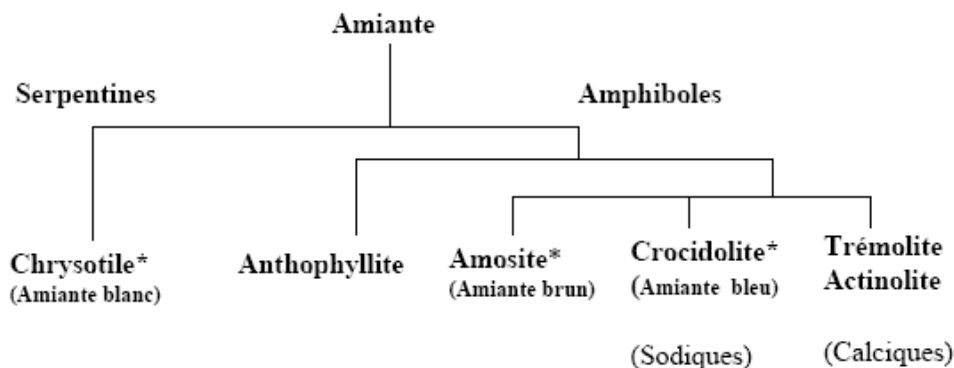 Amiante
Serpentines
Amphiboles
Chrysotile*
(Amiante blanc)
Anthophyllite
Amosite*
(Amiante brun)
Crocidolite*
(Amiante bleu)
(Sodiques)
Trémolite
Actinolite
(Calciques)